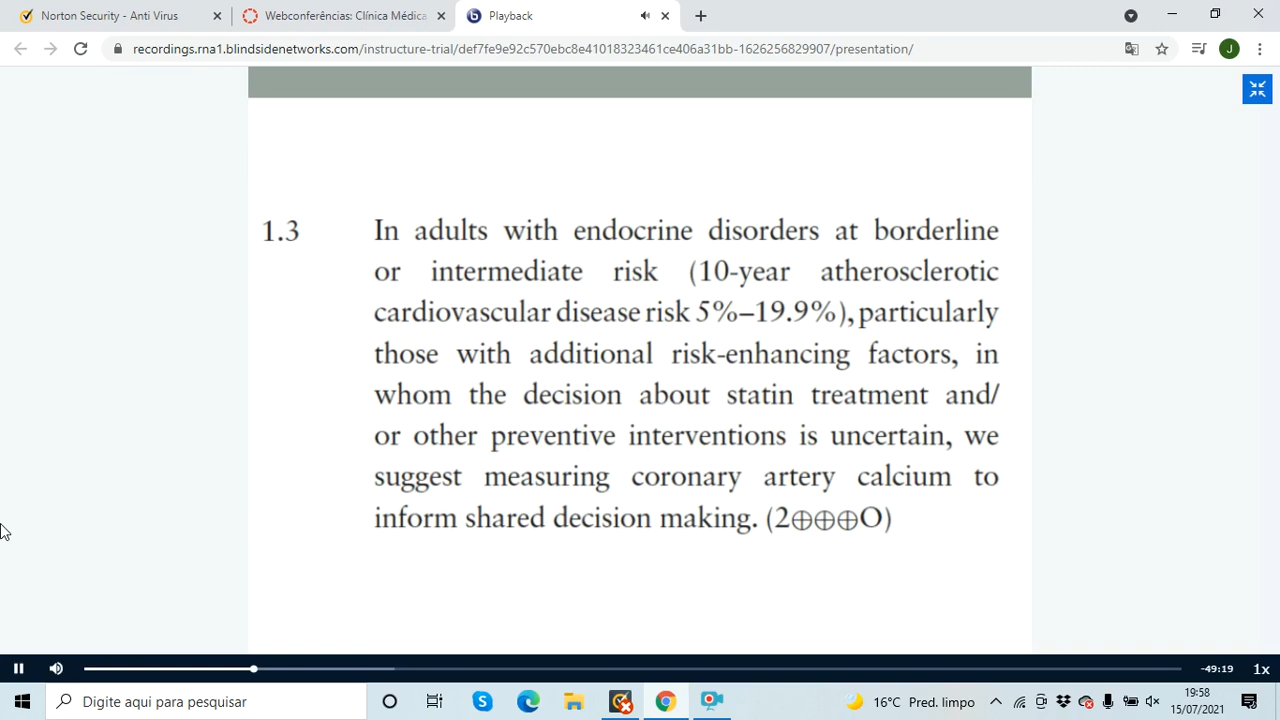 Norton Security - Anti Virus
Webconferências: Clínica Médica
Playback
recordings.rna1.blindsidenetworks.com/instructure-trial/def7fe9e92c570ebc8e41018323461ce406a31bb-1626256829907/presentation/
J
1.3 In adults with endocrine disorders at borderline
or intermediate risk (10-year atherosclerotic
cardiovascular disease risk 5%–19.9%), particularly
those with additional risk-enhancing factors, in
whom the decision about statin treatment and/
or other preventive interventions is uncertain, we
suggest measuring coronary artery calcium to
inform shared decision making. (2⊕⊕⊕O)
-49:19 1x
Digite aqui para pesquisar
16°C Pred. limpo
19:58
15/07/2021